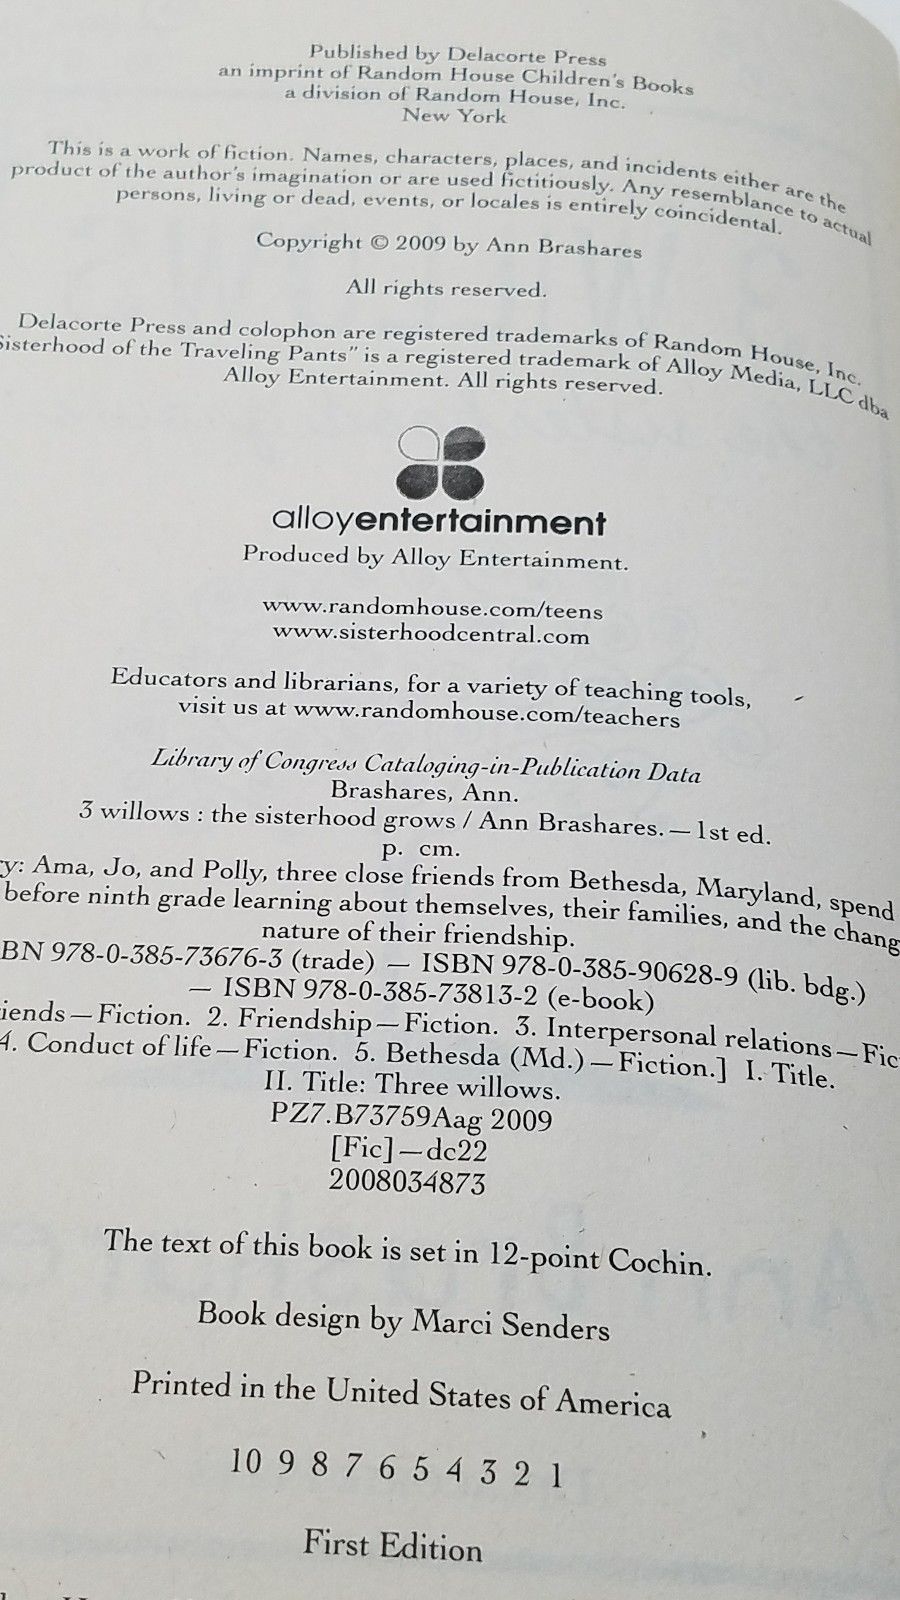 Published by Delacorte Press
an imprint of Random House Children's Books
a division of Random House, Inc.
New York
This is a work of fiction. Names, characters, places, and incidents either are the
product of the author's imagination or are used fictitiously. Any resemblance to actual
persons, living or dead, events, or locales is entirely coincidental.
Copyright © 2009 by Ann Brashares
All rights reserved.
Delacorte Press and colophon are registered trademarks of Random House, Inc.
Sisterhood of the Traveling Pants" is a registered trademark of Alloy Media, LLC dba
Alloy Entertainment. All rights reserved.
alloyentertainment
Produced by Alloy Entertainment.
www.randomhouse.com/teens
www.sisterhoodcentral.com
Educators and librarians, for a variety of teaching tools,
visit us at www.randomhouse.com/teachers
Library of Congress Cataloging-in-Publication Data
Brashares, Ann.
3 willows : the sisterhood grows / Ann Brashares. — 1st ed.
p. cm.
ry: Ama, Jo, and Polly, three close friends from Bethesda, Maryland, spend
before ninth grade learning about themselves, their families, and the chang
nature of their friendship.
BN 978-0-385-73676-3 (trade) — ISBN 978-0-385-90628-9 (lib. bdg.)
— ISBN 978-0-385-73813-2 (e-book)
iends—Fiction. 2. Friendship—Fiction. 3. Interpersonal relations—Fic
4. Conduct of life—Fiction. 5. Bethesda (Md.)—Fiction.] I. Title.
II. Title: Three willows.
PZ7.B73759Aag 2009
[Fic]—dc22
2008034873
The text of this book is set in 12-point Cochin.
Book design by Marci Senders
Printed in the United States of America
10 9 8 7 6 5 4 3 2 1
First Edition